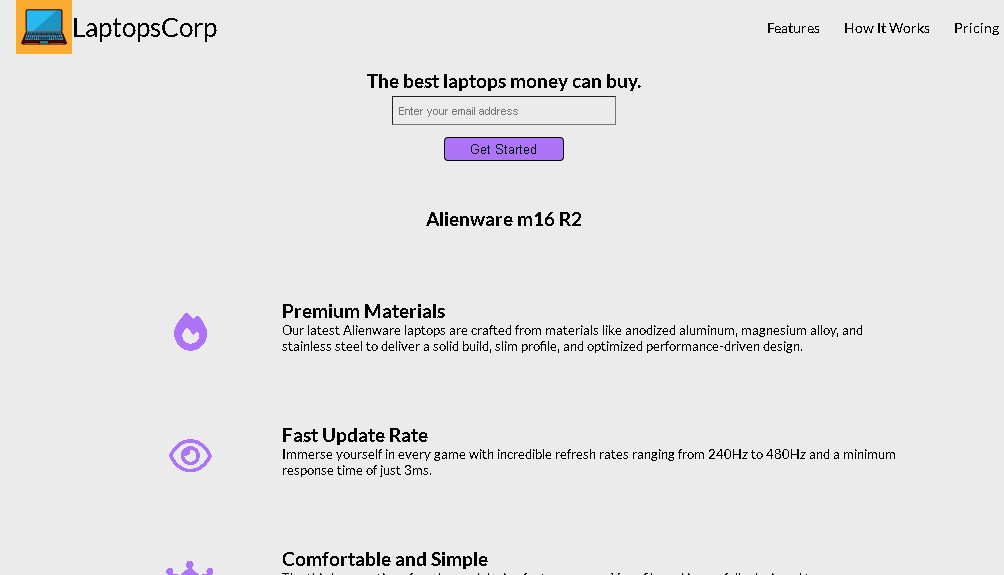 LaptopsCorp
Features
How It Works
Pricing
The best laptops money can buy.
Enter your email address
Get Started
Alienware m16 R2
Premium Materials
Our latest Alienware laptops are crafted from materials like anodized aluminum, magnesium alloy, and
stainless steel to deliver a solid build, slim profile, and optimized performance-driven design.
Fast Update Rate
Immerse yourself in every game with incredible refresh rates ranging from 240Hz to 480Hz and a minimum
response time of just 3ms.
Comfortable and Simple